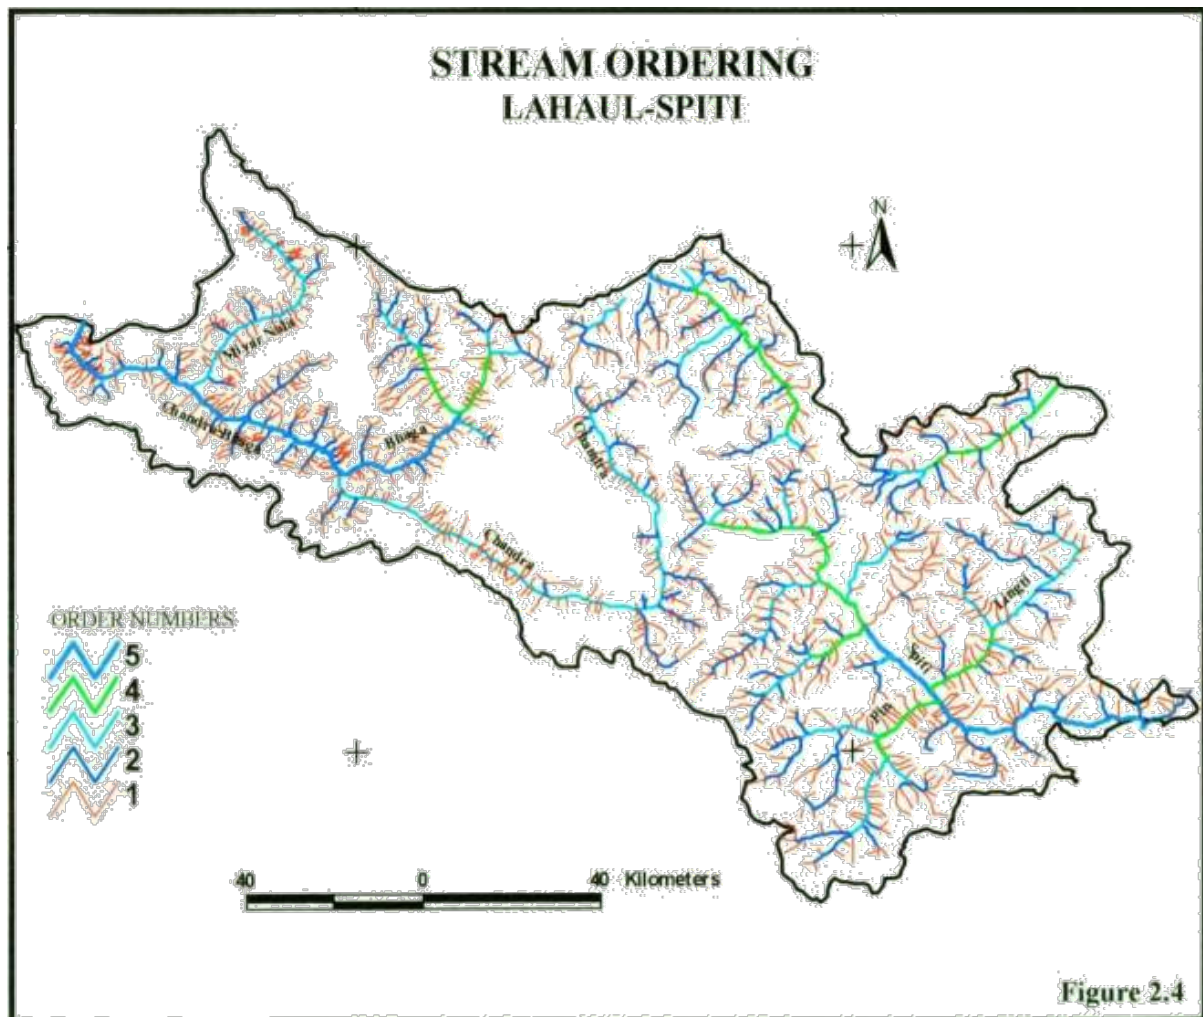 STREAM ORDERING
LAHAUL-SPITI
N
Miyar Nala
Chandra-Bhaga
Bhaga
Chandra
Chandra
Lingti
Spiti
Pin
ORDER NUMBERS
5
4
3
2
1
40 0 40 Kilometers
Figure 2.4